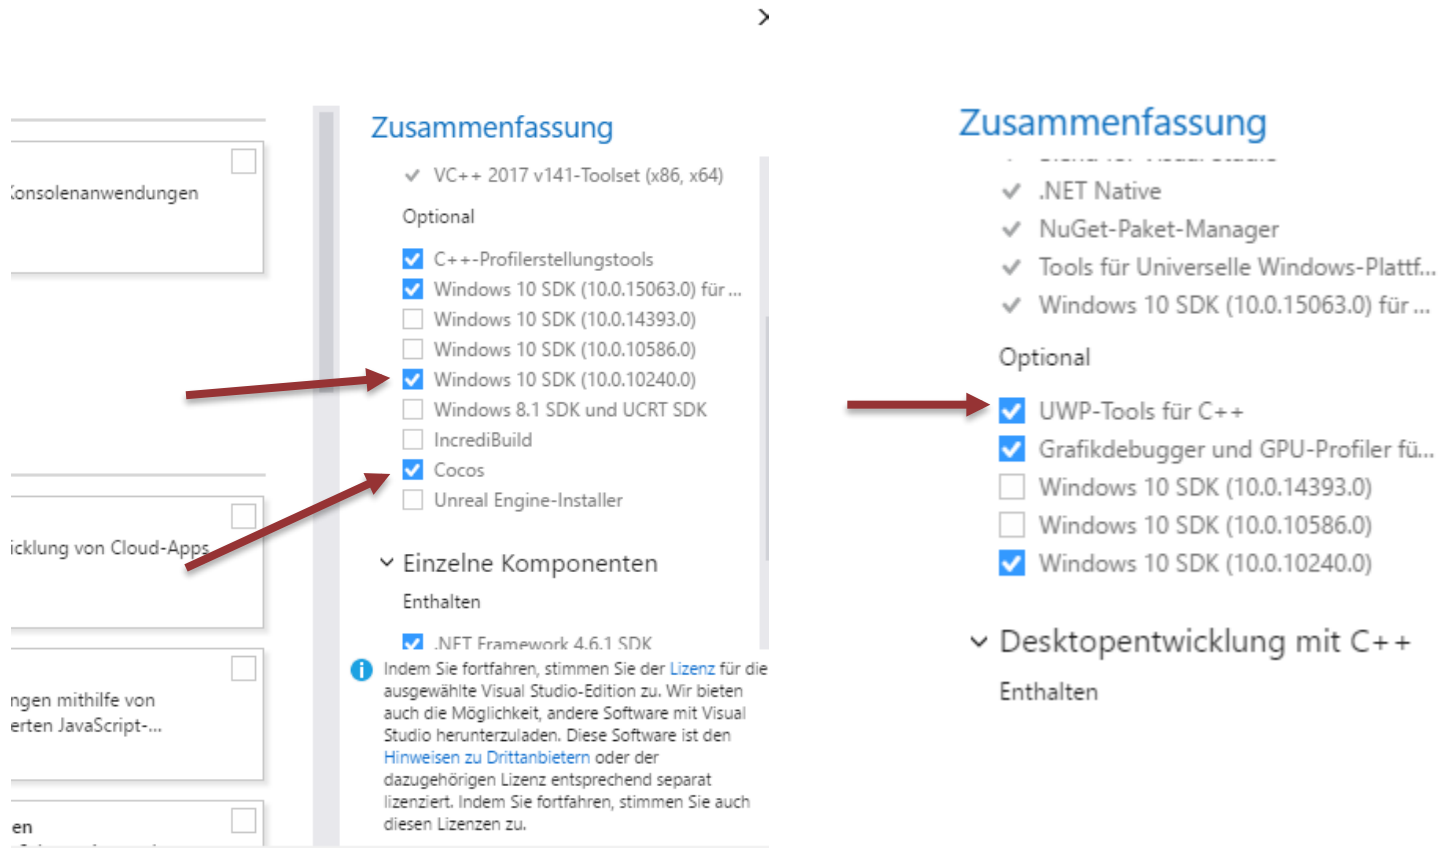 Konsolenanwendungen
icklung von Cloud-Apps
ngen mithilfe von
erten JavaScript-...
en
Zusammenfassung
VC++ 2017 v141-Toolset (x86, x64)
Optional
C++-Profilerstellungstools
Windows 10 SDK (10.0.15063.0) für ...
Windows 10 SDK (10.0.14393.0)
Windows 10 SDK (10.0.10586.0)
Windows 10 SDK (10.0.10240.0)
Windows 8.1 SDK und UCRT SDK
IncrediBuild
Cocos
Unreal Engine-Installer
Einzelne Komponenten
Enthalten
.NET Framework 4.6.1 SDK
Indem Sie fortfahren, stimmen Sie der Lizenz für die
ausgewählte Visual Studio-Edition zu. Wir bieten
auch die Möglichkeit, andere Software mit Visual
Studio herunterzuladen. Diese Software ist den
Hinweisen zu Drittanbietern oder der
dazugehörigen Lizenz entsprechend separat
lizenziert. Indem Sie fortfahren, stimmen Sie auch
diesen Lizenzen zu.
Zusammenfassung
.NET Native
NuGet-Paket-Manager
Tools für Universelle Windows-Plattf...
Windows 10 SDK (10.0.15063.0) für ...
Optional
UWP-Tools für C++
Grafikdebugger und GPU-Profiler fü...
Windows 10 SDK (10.0.14393.0)
Windows 10 SDK (10.0.10586.0)
Windows 10 SDK (10.0.10240.0)
Desktopentwicklung mit C++
Enthalten